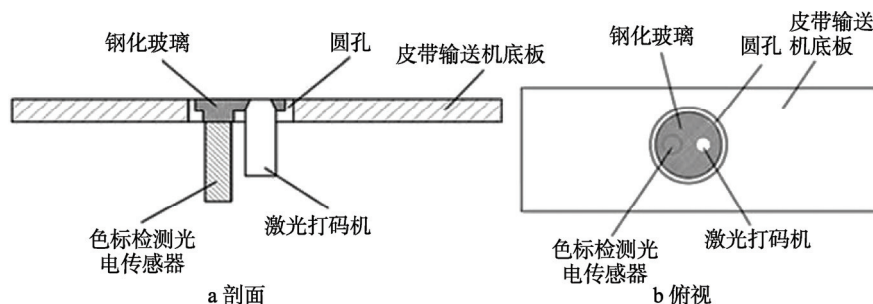 钢化玻璃
圆孔
皮带输送机底板
色标检测光
电传感器
激光打码机
a 剖面
钢化玻璃
圆孔
皮带输送
机底板
色标检测光
电传感器
激光打码机
b 俯视